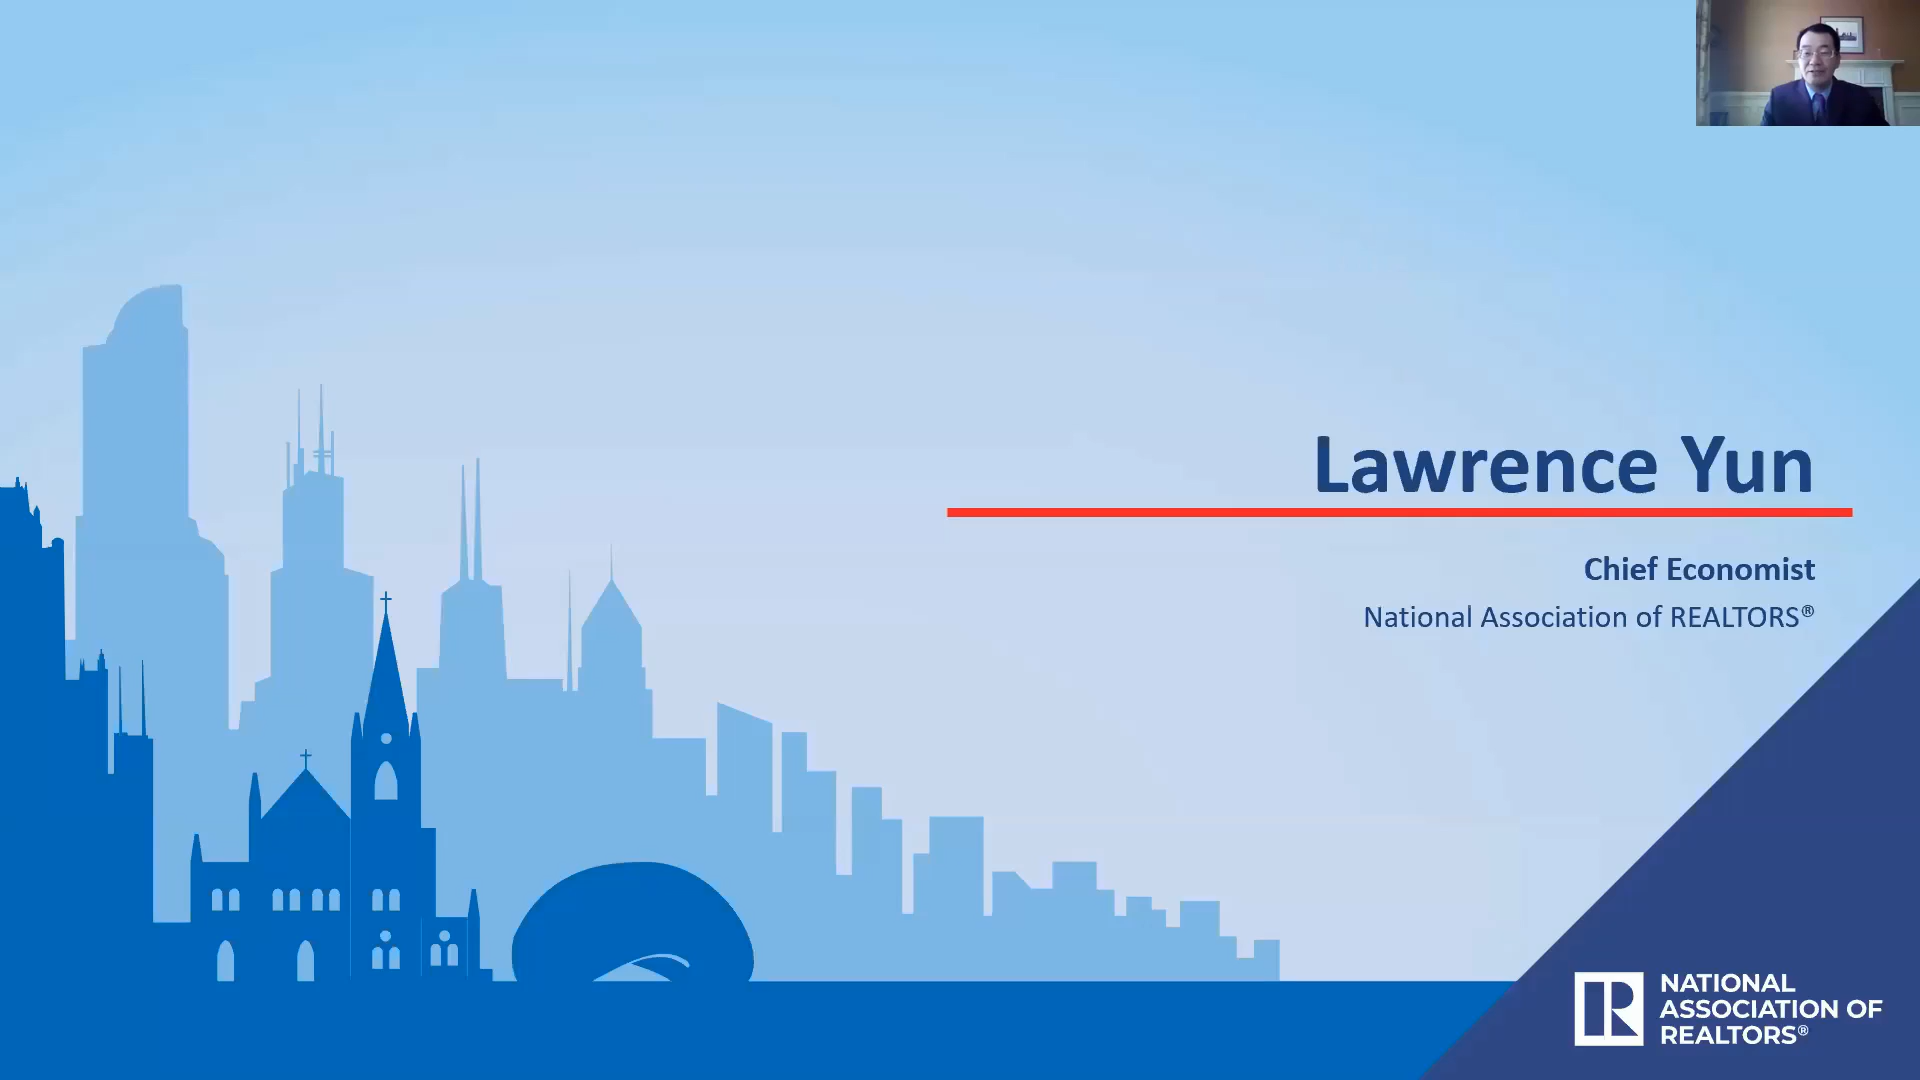 Lawrence Yun
Chief Economist
National Association of REALTORS®
NATIONAL
ASSOCIATION OF
REALTORS®